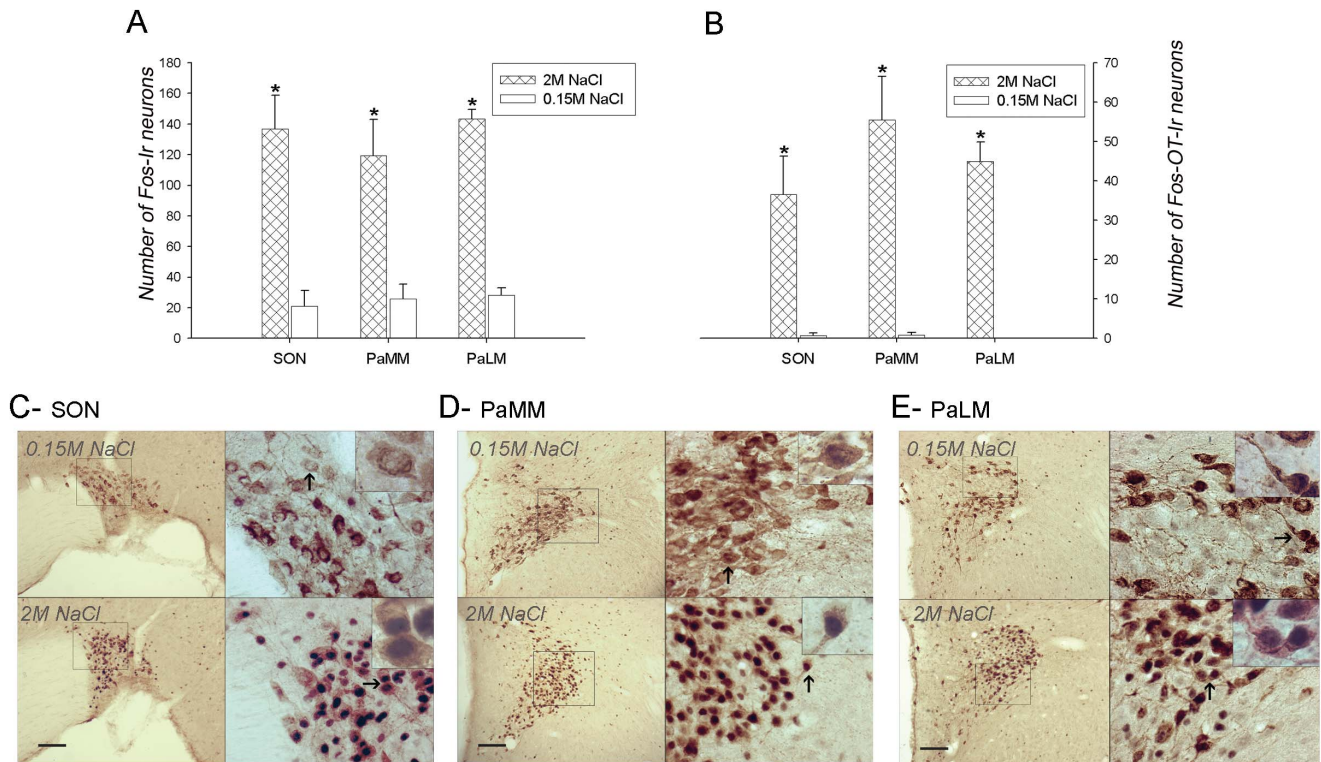 A
Number of Fos-Ir neurons
180
160
140
120
100
80
60
40
20
0
*
*
*
2M NaCl
0.15M NaCl
SON
PaMM
PaLM
B
*
*
*
2M NaCl
0.15M NaCl
70
60
50
40
30
20
10
0
Number of Fos-OT-Ir neurons
SON
PaMM
PaLM
C- SON
0.15M NaCl
2M NaCl
D- PaMM
0.15M NaCl
2M NaCl
E- PaLM
0.15M NaCl
2M NaCl